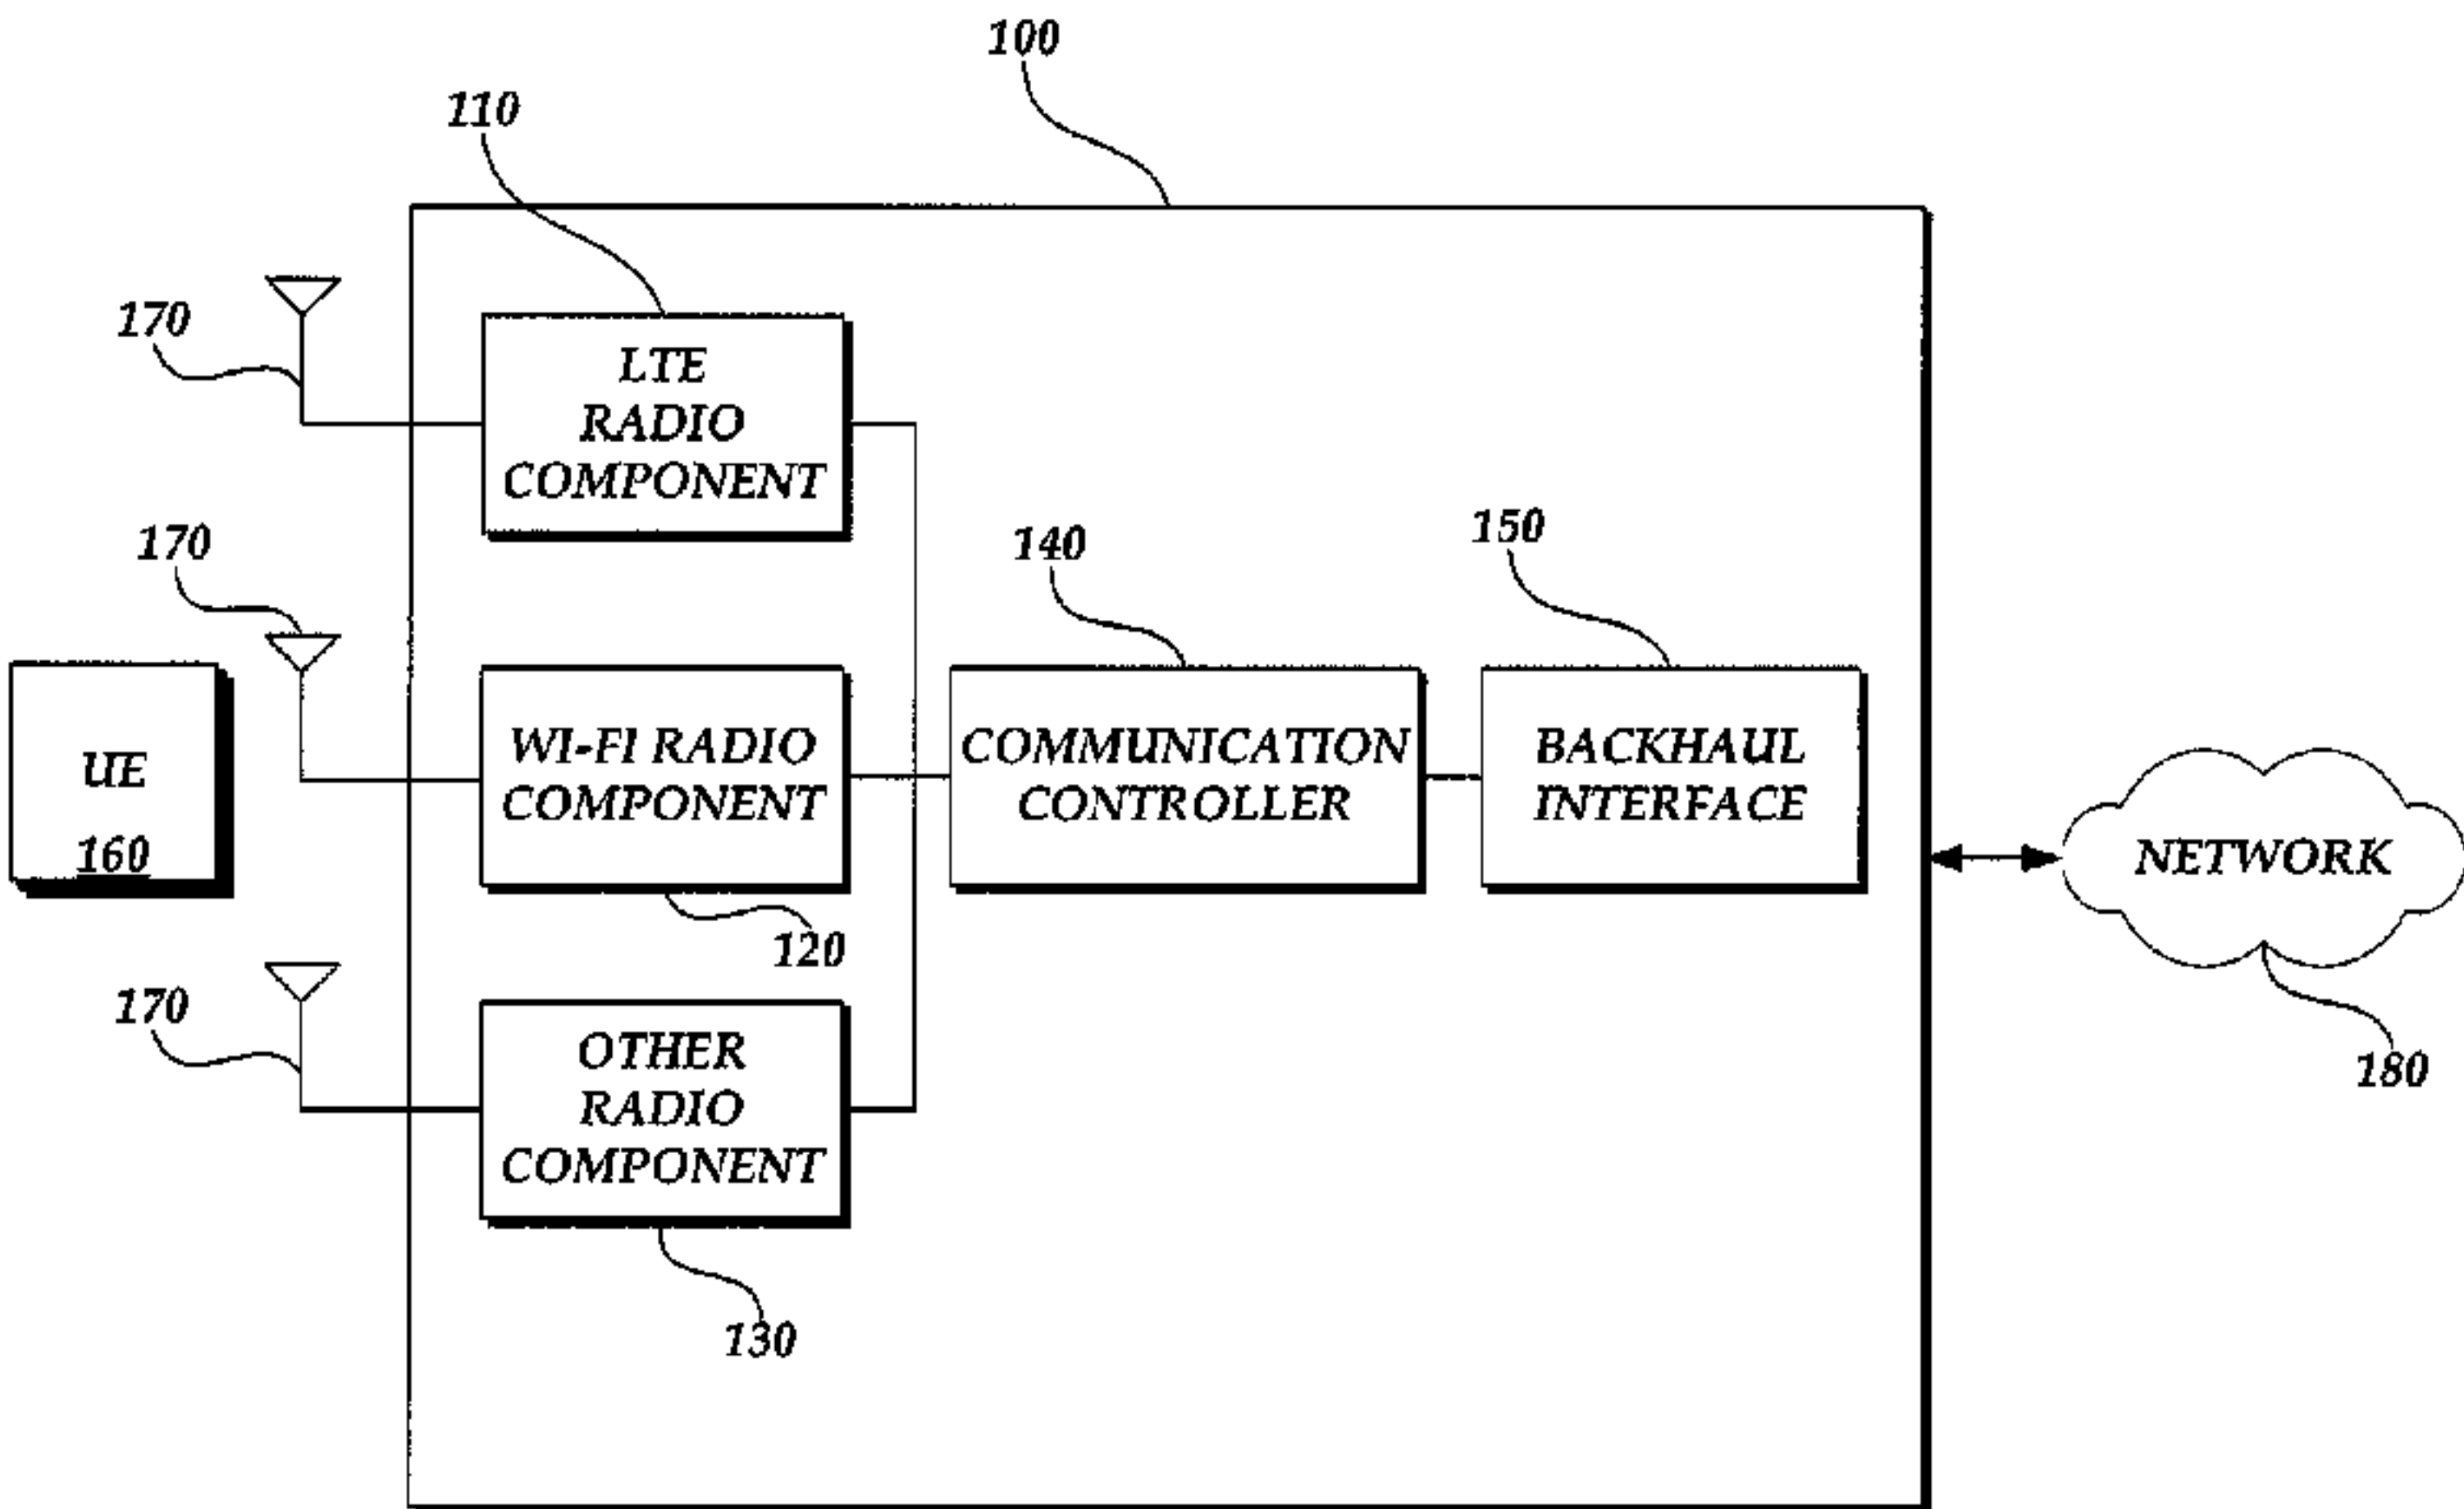 100
110
170
LTE
RADIO
COMPONENT
170
140
150
UE
160
WI-FI RADIO
COMPONENT
COMMUNICATION
CONTROLLER
BACKHAUL
INTERFACE
NETWORK
120
170
OTHER
RADIO
COMPONENT
180
130